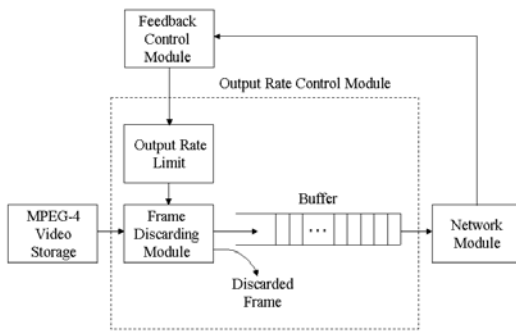 Feedback
Control
Module
Output Rate Control Module
Output Rate
Limit
Buffer
MPEG-4
Video
Storage
Frame
Discarding
Module
...
Network
Module
Discarded
Frame